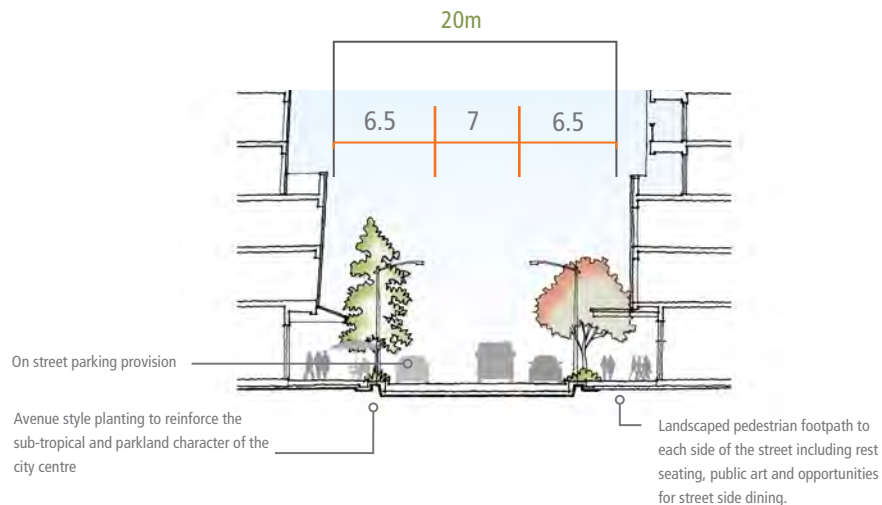 20m
6.5 7 6.5
On street parking provision
Avenue style planting to reinforce the
sub-tropical and parkland character of the
city centre
Landscaped pedestrian footpath to
each side of the street including rest
seating, public art and opportunities
for street side dining.